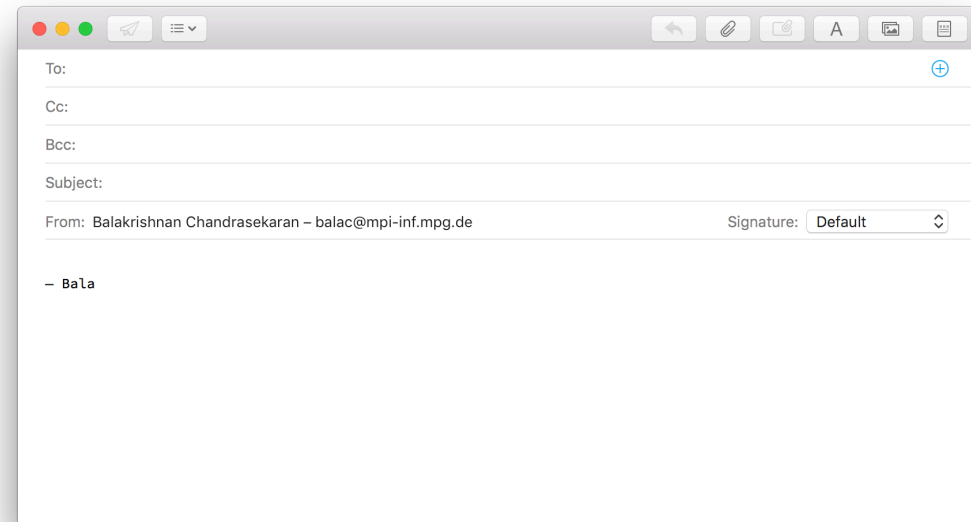 To:
Cc:
Bcc:
Subject:
From: Balakrishnan Chandrasekaran – balac@mpi-inf.mpg.de Signature: Default
— Bala